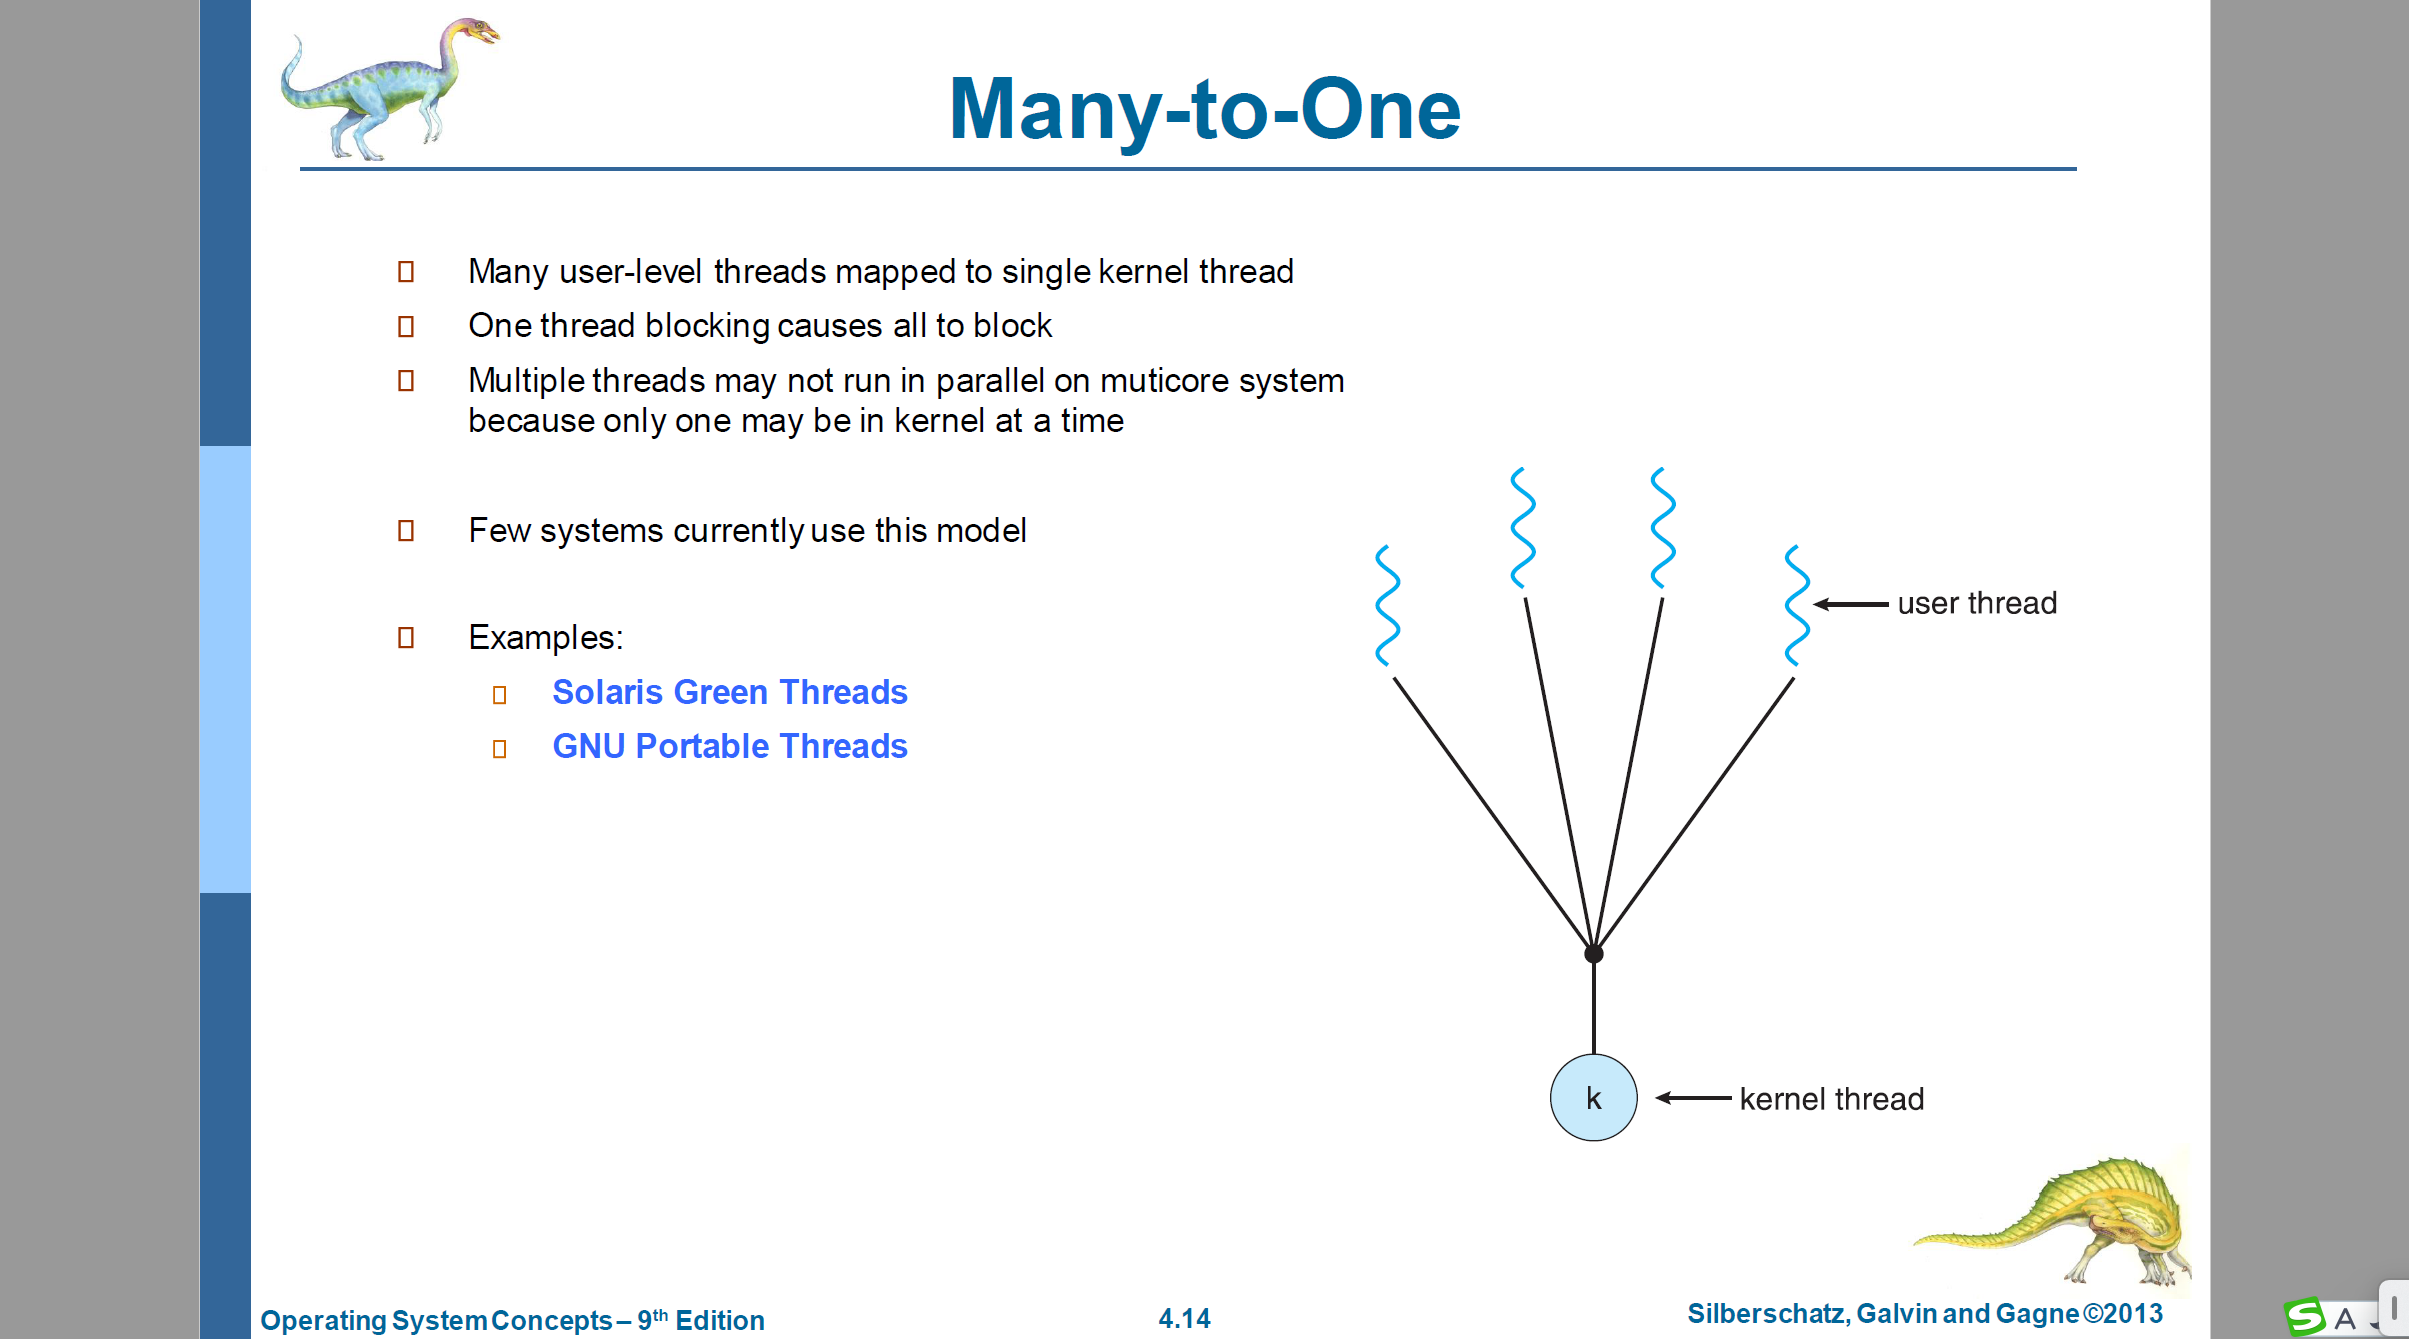 Many-to-One
Many user-level threads mapped to single kernel thread
One thread blocking causes all to block
Multiple threads may not run in parallel on muticore system
because only one may be in kernel at a time
Few systems currently use this model
Examples:
Solaris Green Threads
GNU Portable Threads
user thread
k
kernel thread
Operating System Concepts – 9th Edition
4.14
Silberschatz, Galvin and Gagne ©2013
S A